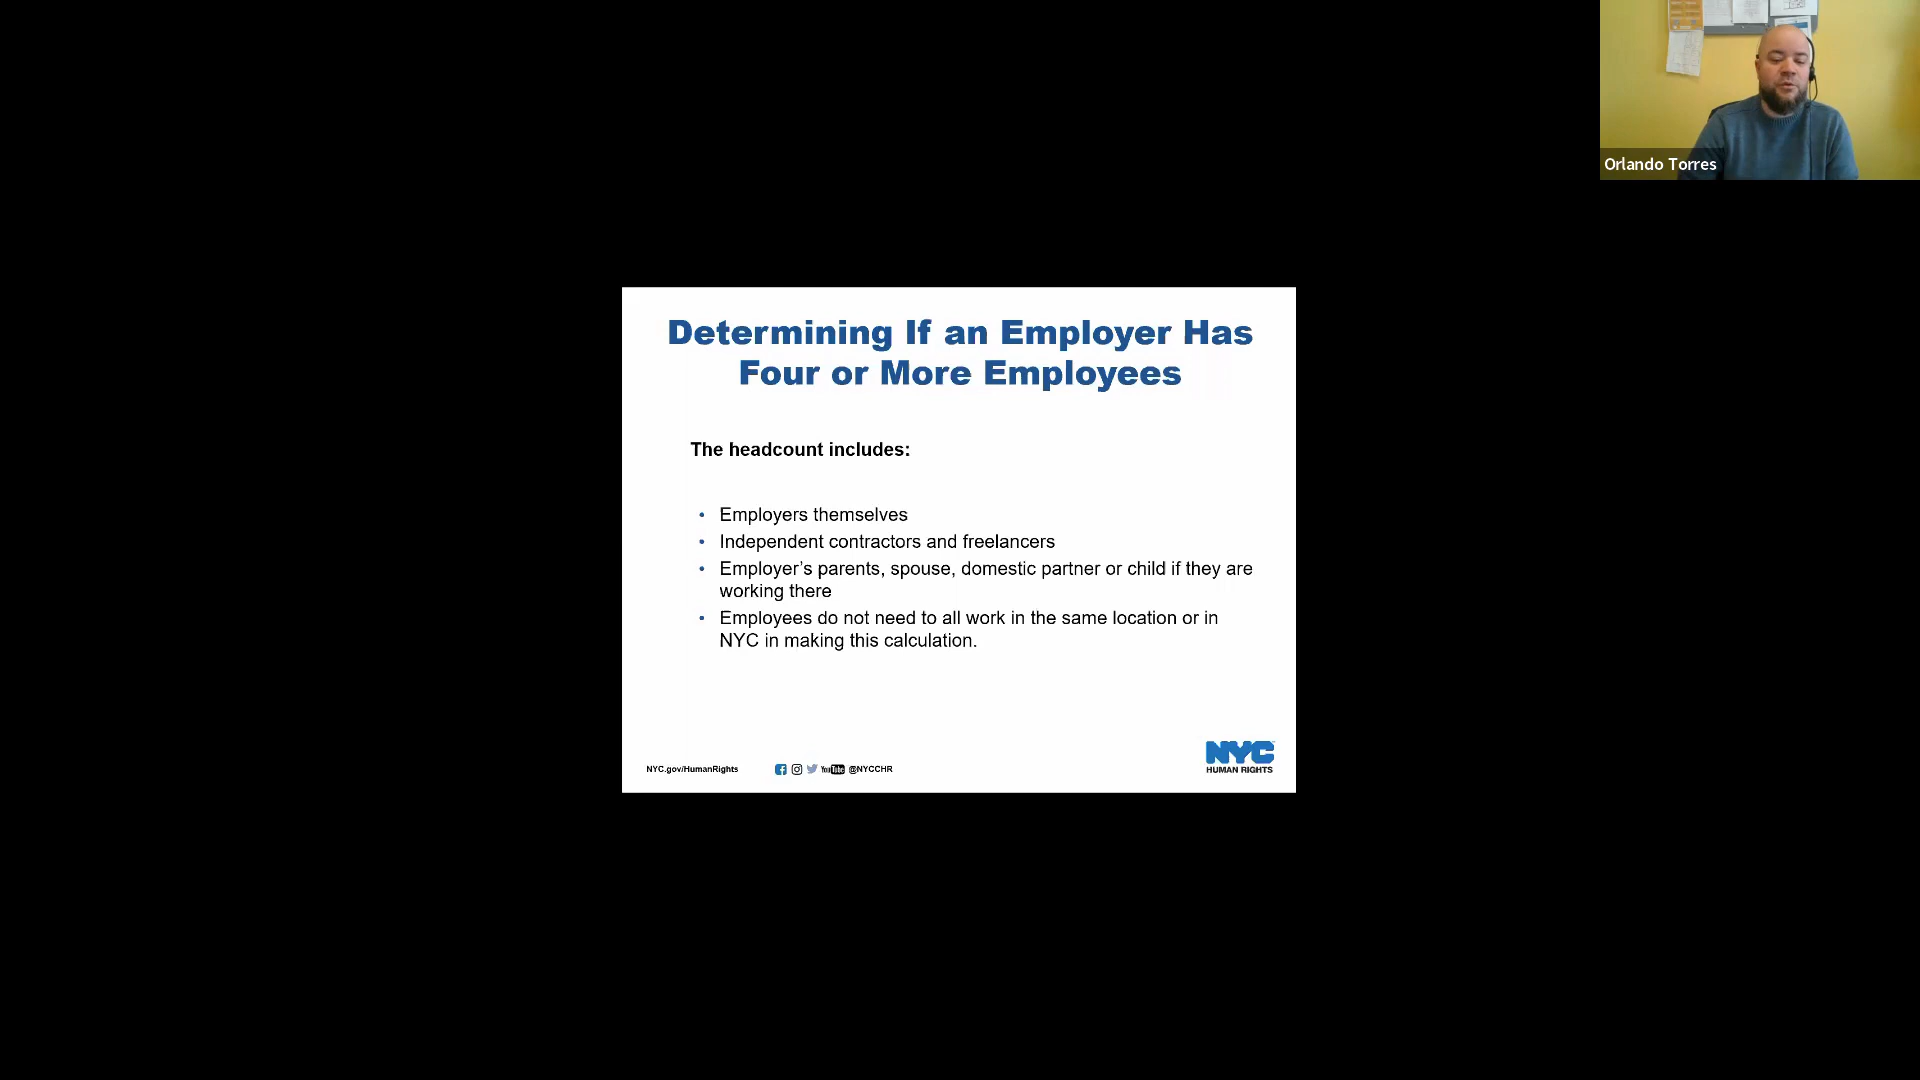 Orlando Torres
Determining If an Employer Has
Four or More Employees
The headcount includes:
• Employers themselves
• Independent contractors and freelancers
• Employer’s parents, spouse, domestic partner or child if they are
working there
• Employees do not need to all work in the same location or in
NYC in making this calculation.
NYC.gov/HumanRights
YouTube @NYCCHR
NYC
HUMAN RIGHTS